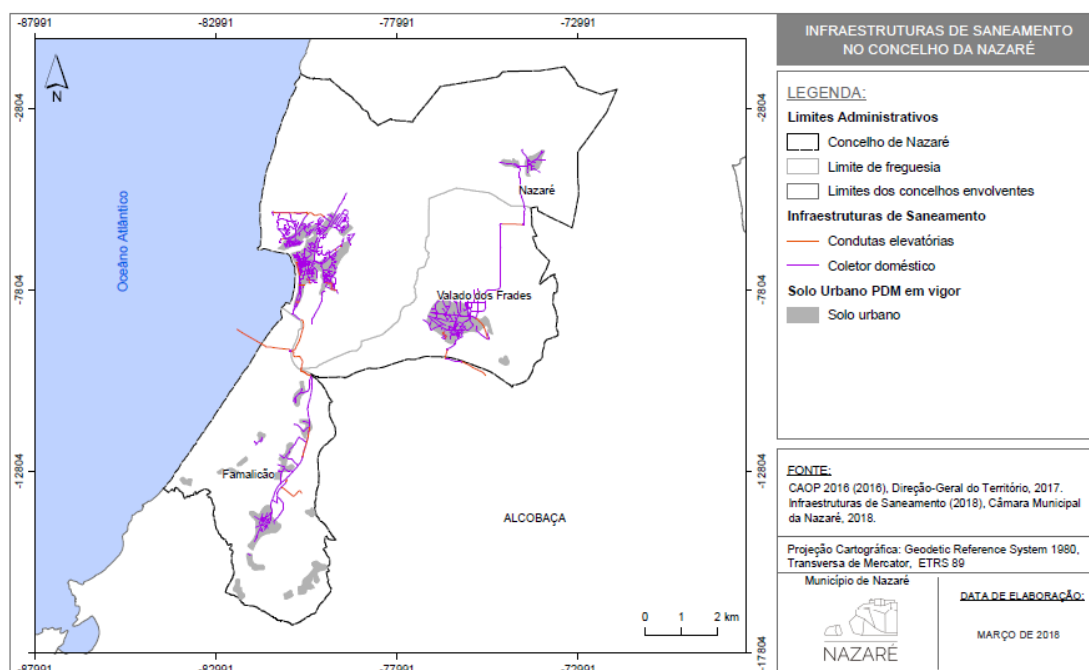 -87991
-82991
-77991
-72991
INFRAESTRUTURAS DE SANEAMENTO
NO CONCELHO DA NAZARÉ
N
-2804
-2804
Oceâno Atlântico
Nazaré
-7804
-7804
Valado dos Frades
-12804
-12804
Famalicão
ALCOBAÇA
0 1 2 km
-17804
-87991
-82991
-77991
-72991
LEGENDA:
Limites Administrativos
Concelho de Nazaré
Limite de freguesia
Limites dos concelhos envolventes
Infraestruturas de Saneamento
Condutas elevatórias
Coletor doméstico
Solo Urbano PDM em vigor
Solo urbano
FONTE:
CAOP 2016 (2016), Direção-Geral do Território, 2017.
Infraestruturas de Saneamento (2018), Câmara Municipal
da Nazaré, 2018.
Projeção Cartográfica: Geodetic Reference System 1980,
Transversa de Mercator, ETRS 89
Município de Nazaré
NAZARÉ
DATA DE ELABORAÇÃO:
MARÇO DE 2018